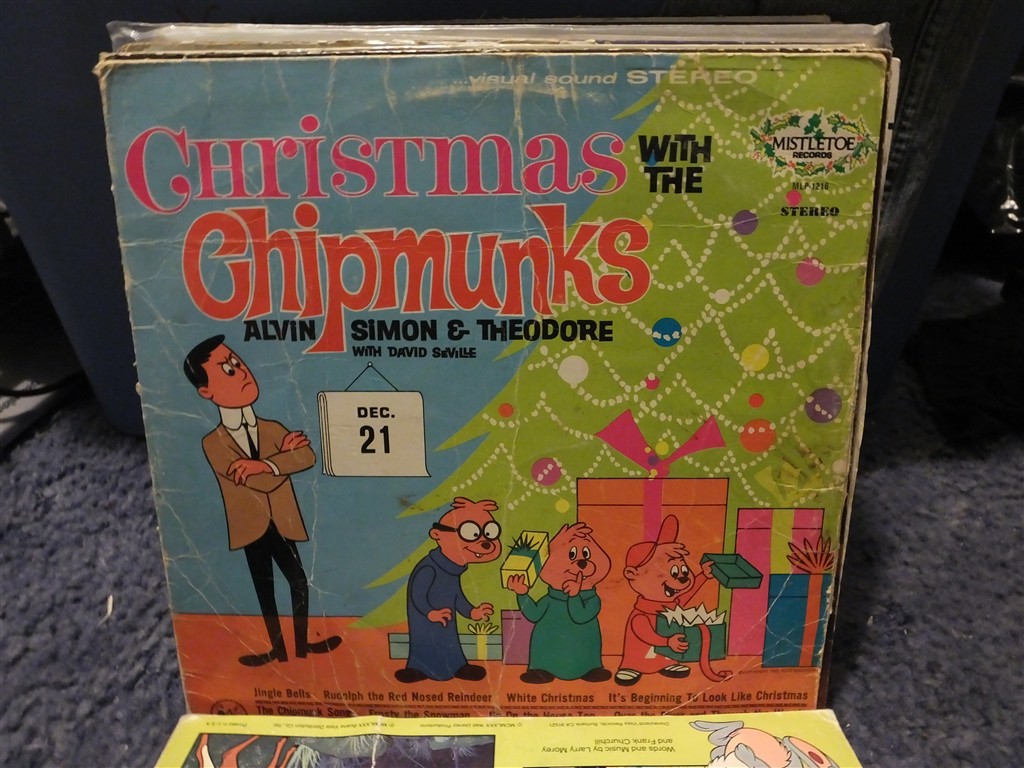 ...visual sound STEREO
CHRISTMAS WITH THE
MISTLETOE
RECORDS
MLP-1216
STEREO
Chipmunks
ALVIN SIMON & THEODORE
WITH DAVID SEVILLE
DEC.
21
Jingle Bells Rudolph the Red Nosed Reindeer White Christmas It's Beginning To Look Like Christmas
The Chipmunk Song Frosty the Snowman
Words and Music by Larry Morey
and Frank Churchill